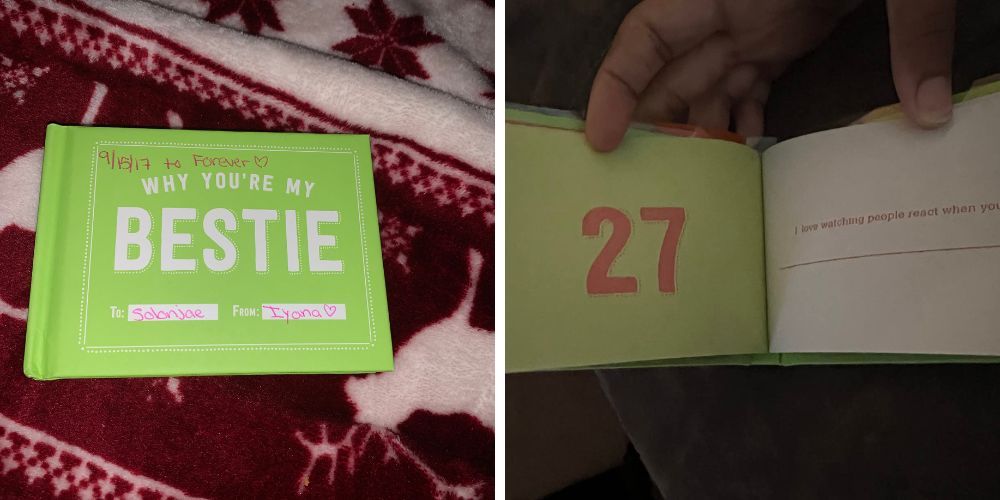 9/15/17 to Forever♡
WHY YOU'RE MY
BESTIE
TO: Solonjae FROM: Iyana♡
27
I love watching people react when you